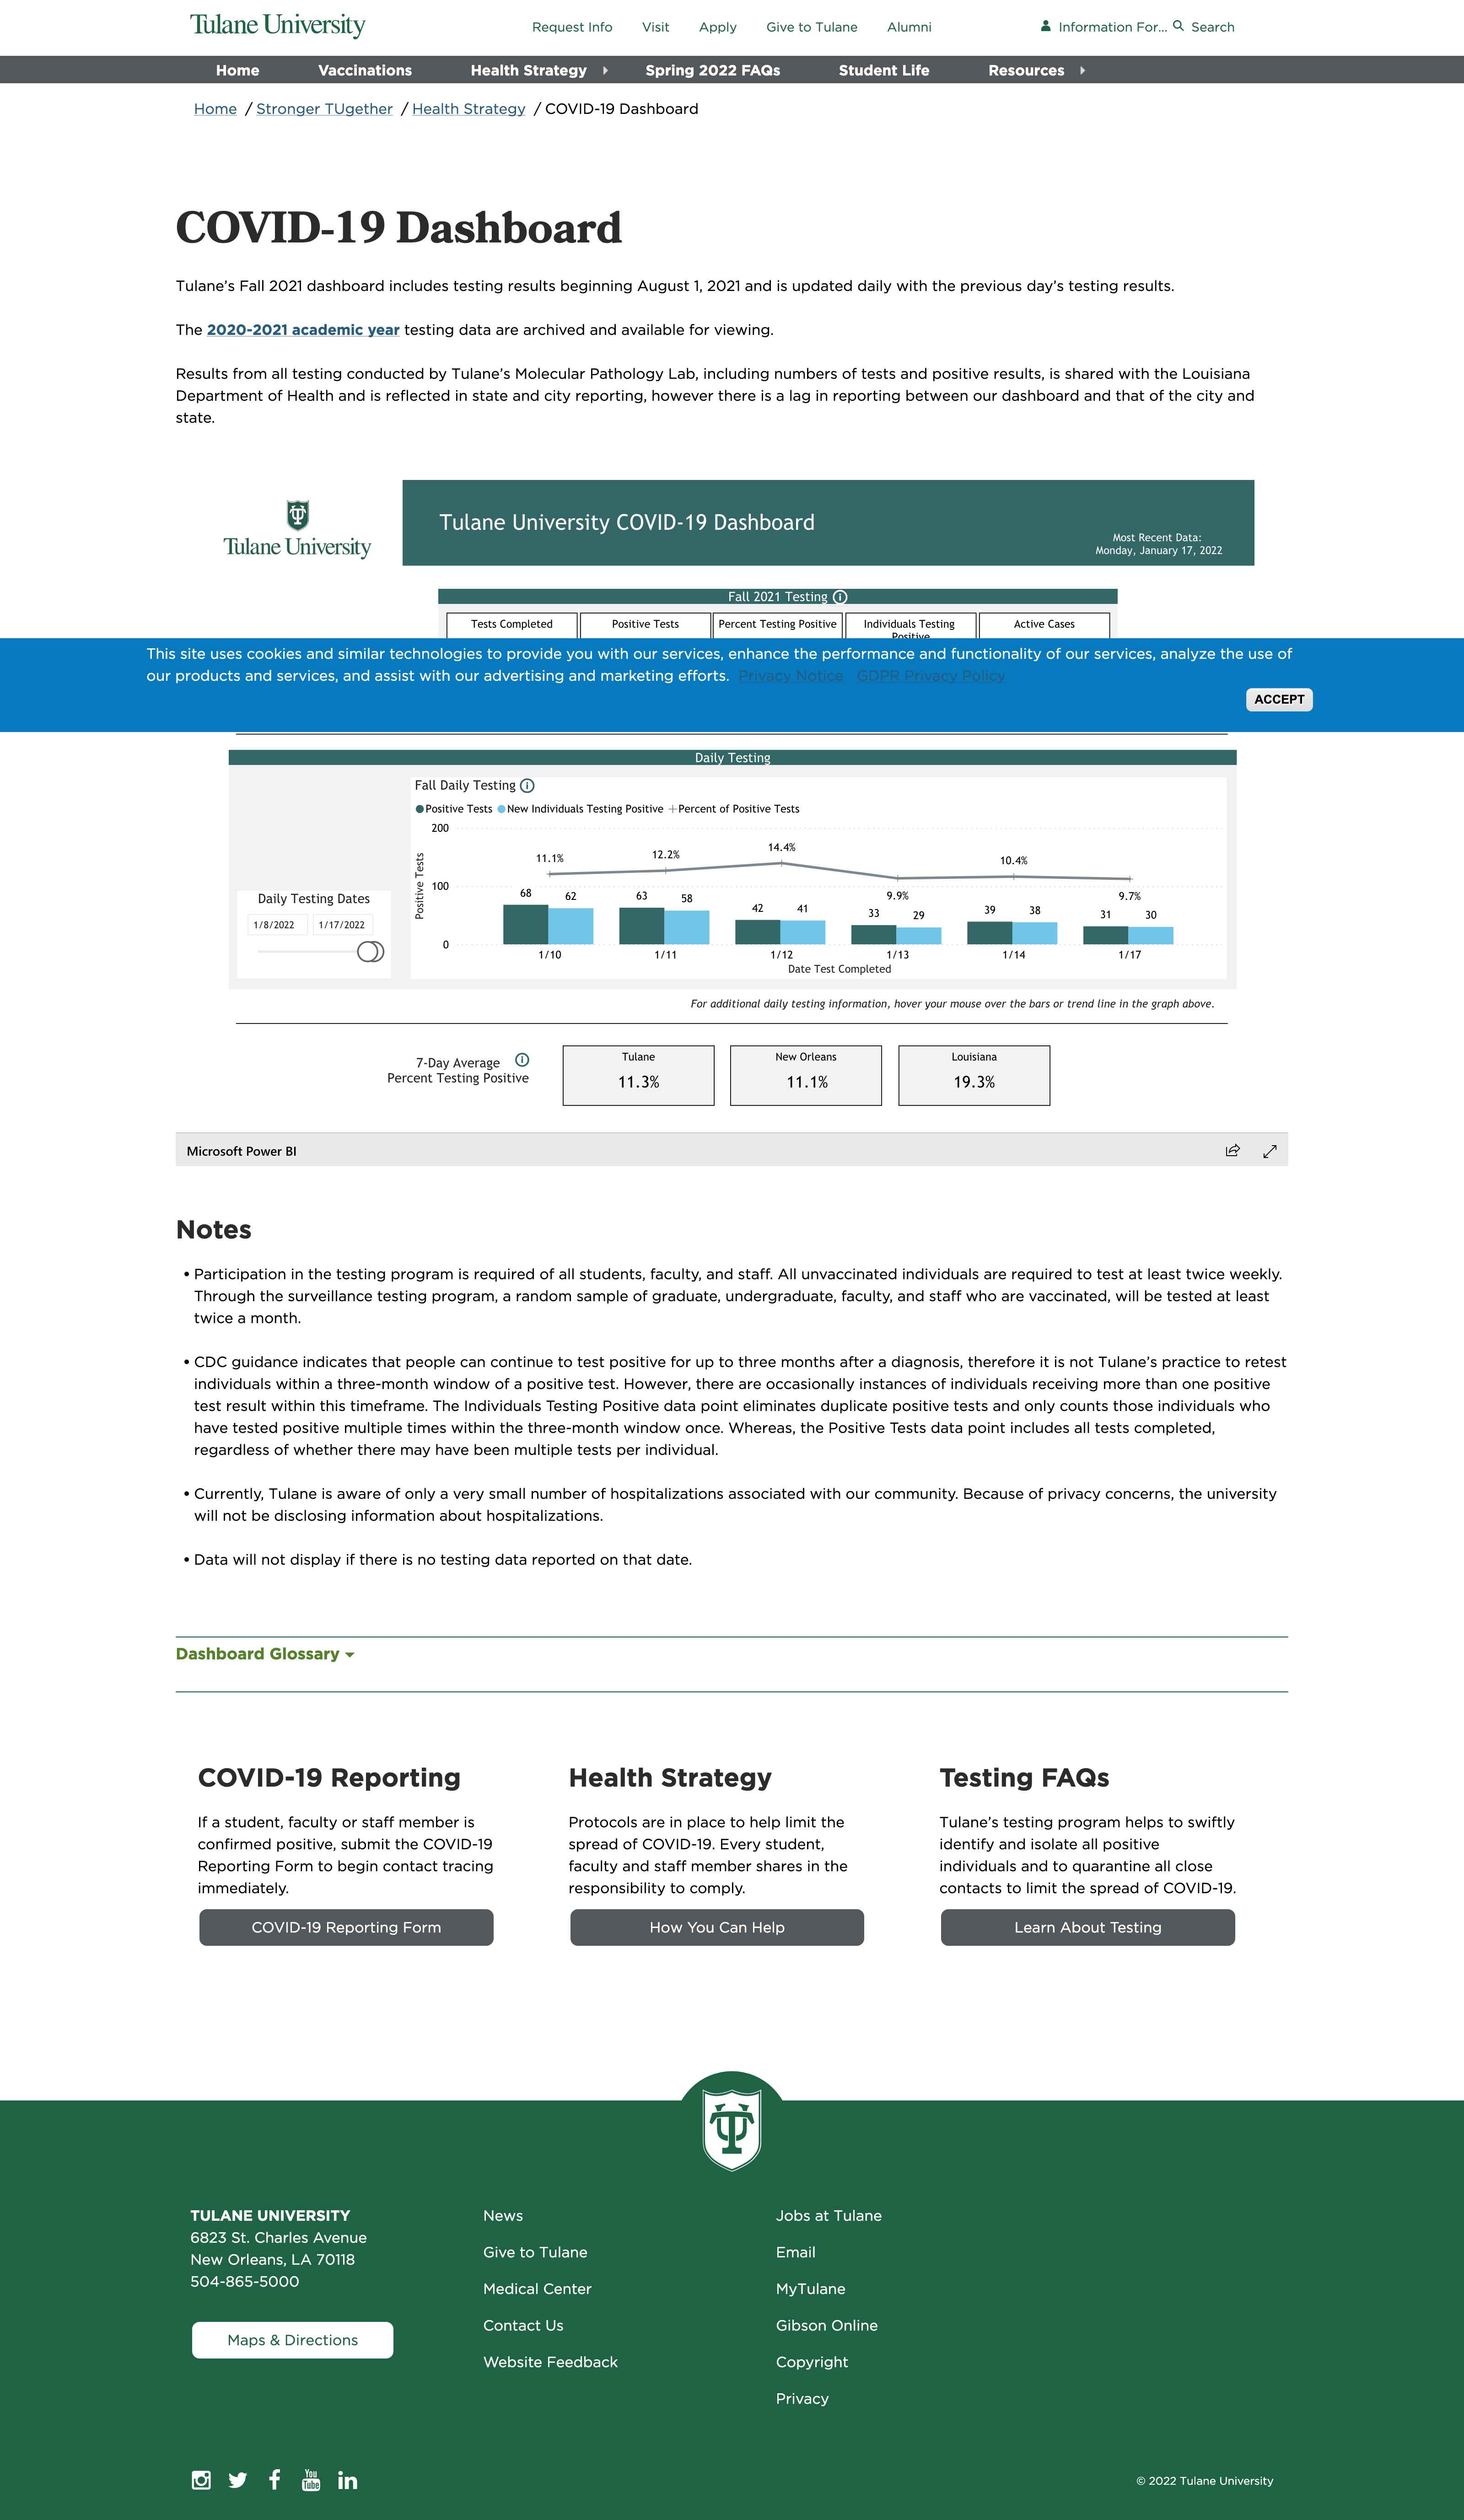 Tulane University
Request Info Visit Apply Give to Tulane Alumni Information For... Search
Home Vaccinations Health Strategy Spring 2022 FAQs Student Life Resources
Home / Stronger TUgether / Health Strategy / COVID-19 Dashboard
COVID-19 Dashboard
Tulane’s Fall 2021 dashboard includes testing results beginning August 1, 2021 and is updated daily with the previous day’s testing results.
The 2020-2021 academic year testing data are archived and available for viewing.
Results from all testing conducted by Tulane’s Molecular Pathology Lab, including numbers of tests and positive results, is shared with the Louisiana
Department of Health and is reflected in state and city reporting, however there is a lag in reporting between our dashboard and that of the city and
state.
Tulane University
Tulane University COVID-19 Dashboard
Most Recent Data:
Monday, January 17, 2022
Fall 2021 Testing
Tests Completed Positive Tests Percent Testing Positive Individuals Testing Positive Active Cases
This site uses cookies and similar technologies to provide you with our services, enhance the performance and functionality of our services, analyze the use of
our products and services, and assist with our advertising and marketing efforts. Privacy Notice GDPR Privacy Policy
ACCEPT
Daily Testing
Fall Daily Testing
Positive Tests New Individuals Testing Positive Percent of Positive Tests
Positive Tests
200
100
0
11.1% 12.2% 14.4% 9.9% 10.4% 9.7%
68 62 63 58 42 41 33 29 39 38 31 30
1/10 1/11 1/12 1/13 1/14 1/17
Date Test Completed
Daily Testing Dates
1/8/2022 1/17/2022
For additional daily testing information, hover your mouse over the bars or trend line in the graph above.
7-Day Average
Percent Testing Positive
Tulane
11.3%
New Orleans
11.1%
Louisiana
19.3%
Microsoft Power BI
Notes
• Participation in the testing program is required of all students, faculty, and staff. All unvaccinated individuals are required to test at least twice weekly.
Through the surveillance testing program, a random sample of graduate, undergraduate, faculty, and staff who are vaccinated, will be tested at least
twice a month.
• CDC guidance indicates that people can continue to test positive for up to three months after a diagnosis, therefore it is not Tulane’s practice to retest
individuals within a three-month window of a positive test. However, there are occasionally instances of individuals receiving more than one positive
test result within this timeframe. The Individuals Testing Positive data point eliminates duplicate positive tests and only counts those individuals who
have tested positive multiple times within the three-month window once. Whereas, the Positive Tests data point includes all tests completed,
regardless of whether there may have been multiple tests per individual.
• Currently, Tulane is aware of only a very small number of hospitalizations associated with our community. Because of privacy concerns, the university
will not be disclosing information about hospitalizations.
• Data will not display if there is no testing data reported on that date.
Dashboard Glossary
COVID-19 Reporting
If a student, faculty or staff member is
confirmed positive, submit the COVID-19
Reporting Form to begin contact tracing
immediately.
COVID-19 Reporting Form
Health Strategy
Protocols are in place to help limit the
spread of COVID-19. Every student,
faculty and staff member shares in the
responsibility to comply.
How You Can Help
Testing FAQs
Tulane’s testing program helps to swiftly
identify and isolate all positive
individuals and to quarantine all close
contacts to limit the spread of COVID-19.
Learn About Testing
TULANE UNIVERSITY
6823 St. Charles Avenue
New Orleans, LA 70118
504-865-5000
Maps & Directions
News
Give to Tulane
Medical Center
Contact Us
Website Feedback
Jobs at Tulane
Email
MyTulane
Gibson Online
Copyright
Privacy
You Tube in
© 2022 Tulane University